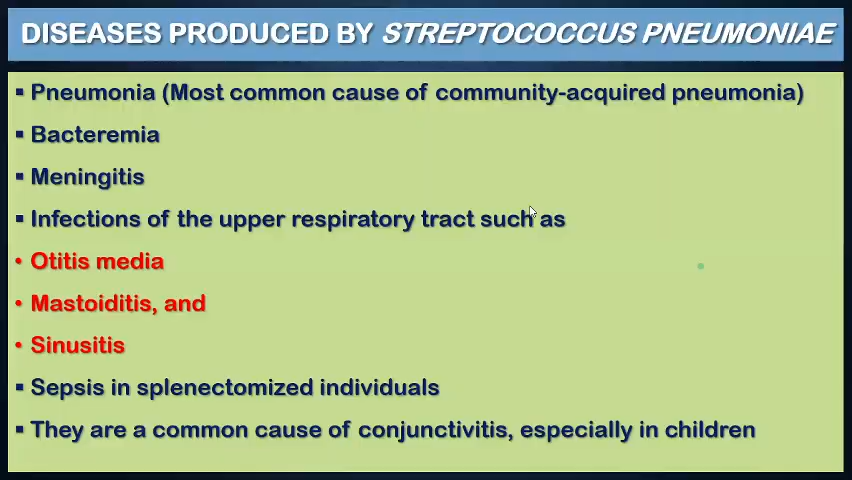 DISEASES PRODUCED BY STREPTOCOCCUS PNEUMONIAE
▪ Pneumonia (Most common cause of community-acquired pneumonia)
▪ Bacteremia
▪ Meningitis
▪ Infections of the upper respiratory tract such as
• Otitis media
• Mastoiditis, and
• Sinusitis
▪ Sepsis in splenectomized individuals
▪ They are a common cause of conjunctivitis, especially in children